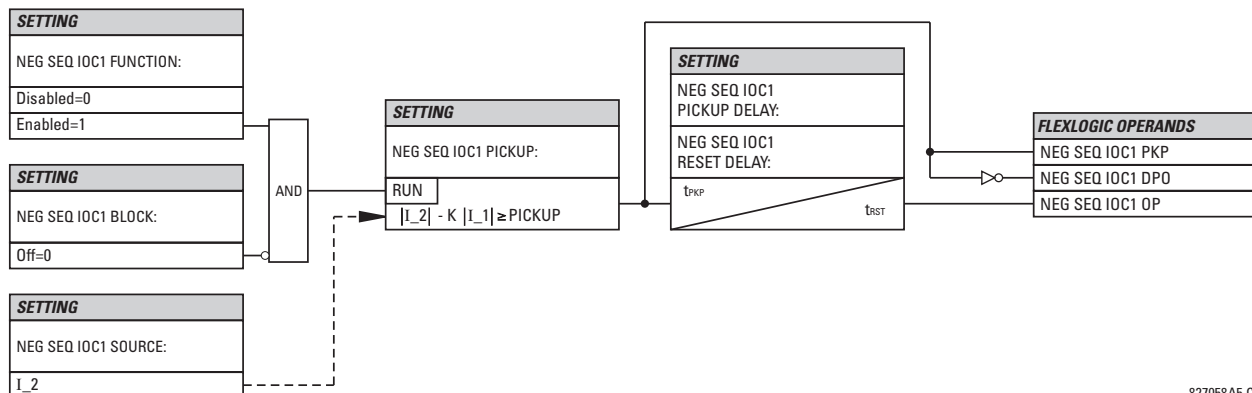 SETTING
NEG SEQ IOC1 FUNCTION:
Disabled=0
Enabled=1
SETTING
NEG SEQ IOC1 BLOCK:
Off=0
SETTING
NEG SEQ IOC1 SOURCE:
I_2
AND
SETTING
NEG SEQ IOC1 PICKUP:
RUN
|I_2| - K |I_1| ≥ PICKUP
SETTING
NEG SEQ IOC1
PICKUP DELAY:
NEG SEQ IOC1
RESET DELAY:
tPKP
tRST
FLEXLOGIC OPERANDS
NEG SEQ IOC1 PKP
NEG SEQ IOC1 DPO
NEG SEQ IOC1 OP